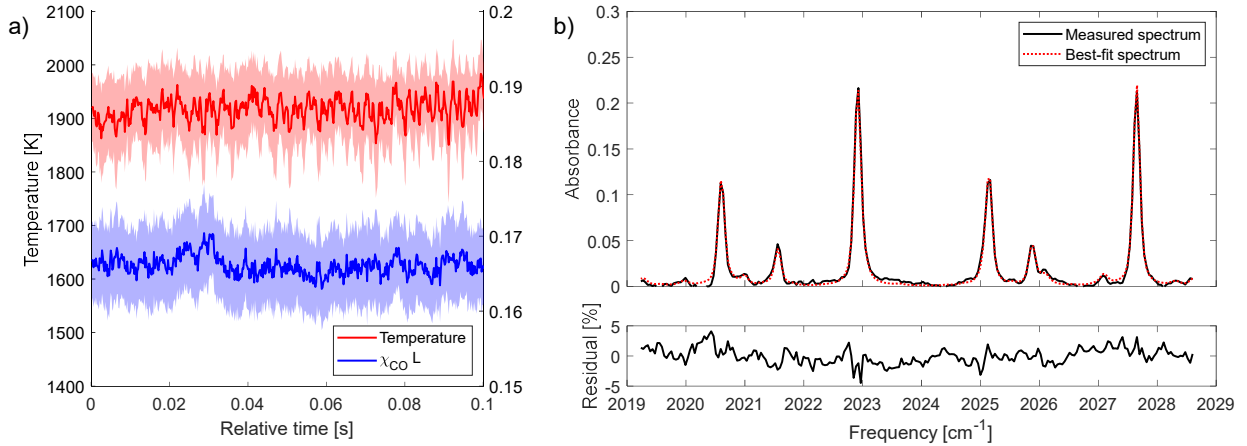 a)
2100
2000
1900
1800
1700
1600
1500
1400
0.2
0.19
0.18
0.17
0.16
0.15
Temperature [K]
Temperature
χCO L
0 0.02 0.04 0.06 0.08 0.1
Relative time [s]
b)
0.3
0.25
0.2
0.15
0.1
0.05
0
Absorbance
Measured spectrum
Best-fit spectrum
5
0
-5
Residual [%]
2019 2020 2021 2022 2023 2024 2025 2026 2027 2028 2029
Frequency [cm-1]